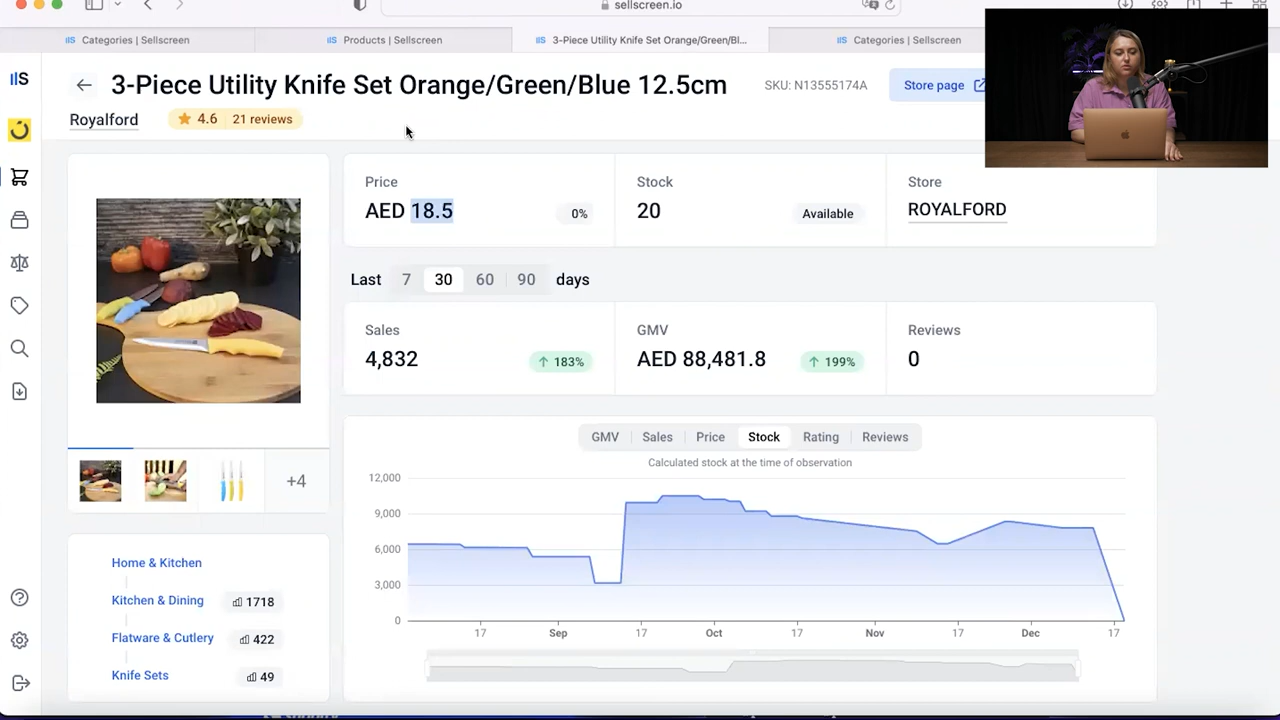 sellscreen.io
Categories | Sellscreen
Products | Sellscreen
3-Piece Utility Knife Set Orange/Green/Bl...
Categories | Sellscreen
3-Piece Utility Knife Set Orange/Green/Blue 12.5cm
SKU: N13555174A
Store page
Royalford
4.6
21 reviews
Price
AED 18.5
0%
Stock
20
Available
Store
ROYALFORD
Last 7 30 60 90 days
Sales
4,832
183%
GMV
AED 88,481.8
199%
Reviews
0
GMV Sales Price Stock Rating Reviews
Calculated stock at the time of observation
12,000
9,000
6,000
3,000
0
17 Sep 17 Oct 17 Nov 17 Dec 17
+4
Home & Kitchen
Kitchen & Dining 1718
Flatware & Cutlery 422
Knife Sets 49